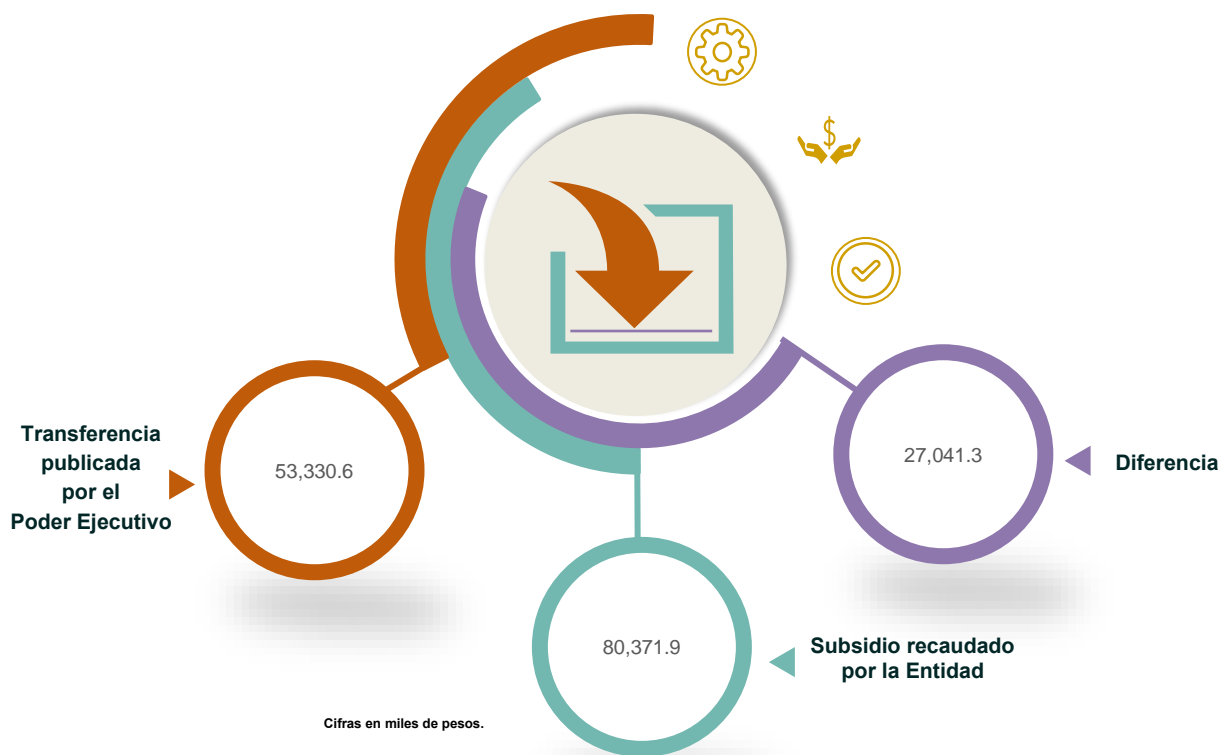 $
Transferencia
publicada
por el
Poder Ejecutivo
53,330.6
27,041.3
Diferencia
80,371.9
Subsidio recaudado
por la Entidad
Cifras en miles de pesos.